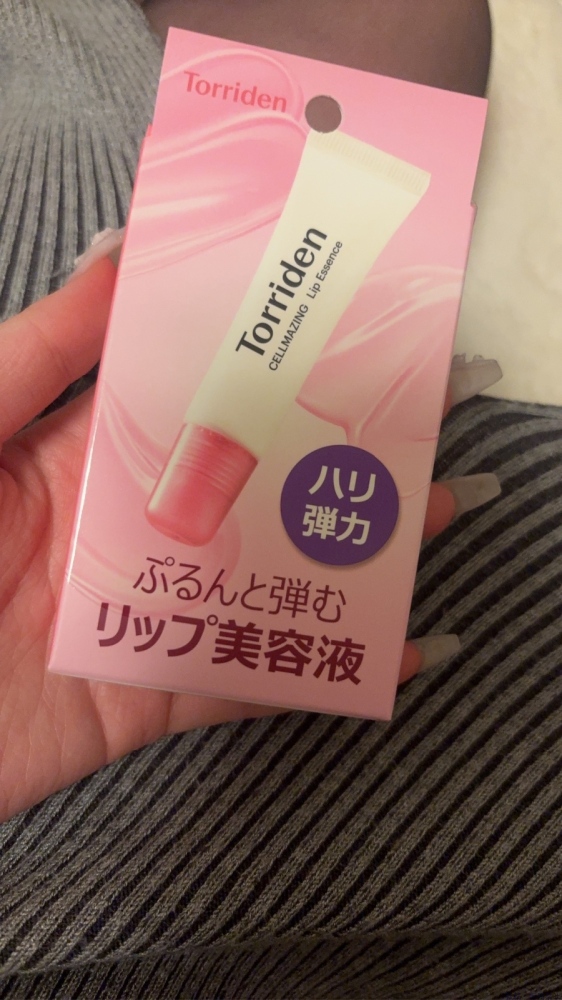 Torriden
Torriden
CELLMAZING Lip Essence
ハリ
弾力
ぷるんと弾む
リップ美容液